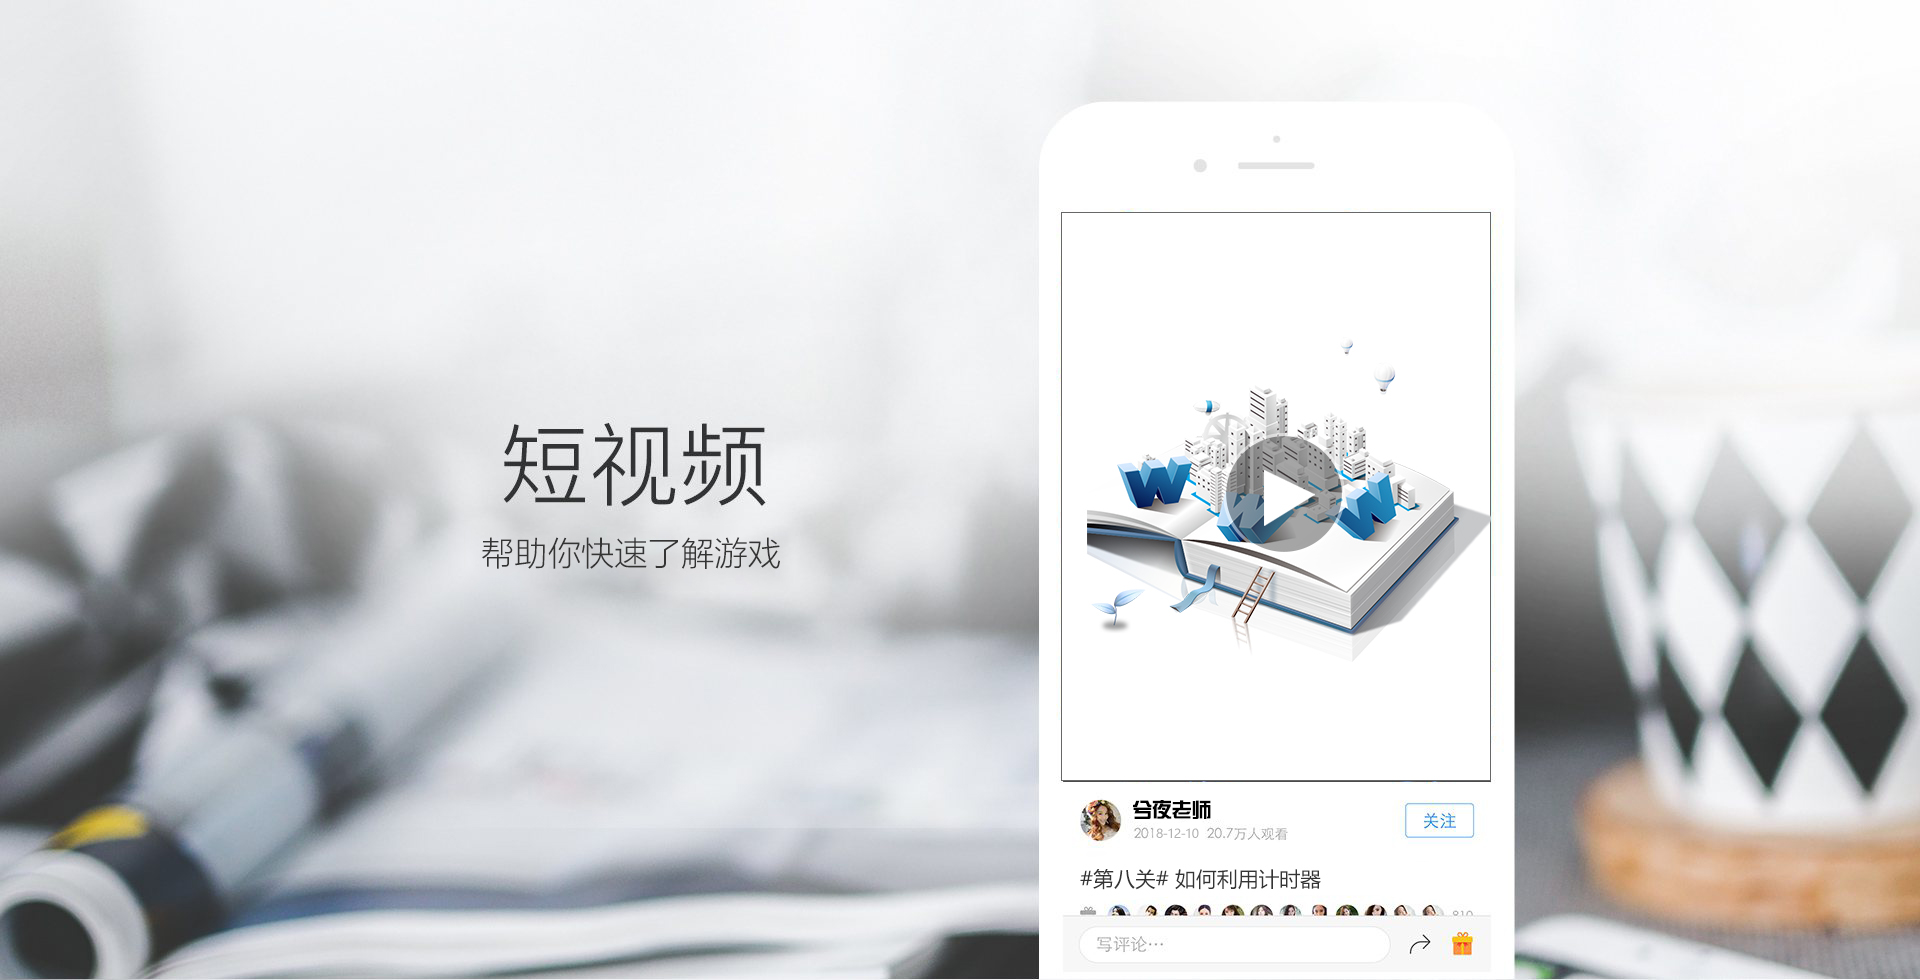 短视频
帮助你快速了解游戏
W
W
W
兮夜老师
2018-12-10 20.7万人观看
关注
#第八关# 如何利用计时器
写评论…